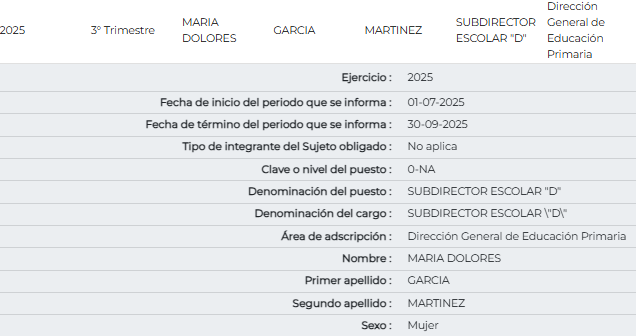 2025 3° Trimestre MARIA DOLORES GARCIA MARTINEZ SUBDIRECTOR ESCOLAR "D" Dirección General de Educación Primaria
Ejercicio : 2025
Fecha de inicio del periodo que se informa : 01-07-2025
Fecha de término del periodo que se informa : 30-09-2025
Tipo de integrante del Sujeto obligado : No aplica
Clave o nivel del puesto : 0-NA
Denominación del puesto : SUBDIRECTOR ESCOLAR "D"
Denominación del cargo : SUBDIRECTOR ESCOLAR \"D\"
Área de adscripción : Dirección General de Educación Primaria
Nombre : MARIA DOLORES
Primer apellido : GARCIA
Segundo apellido : MARTINEZ
Sexo : Mujer